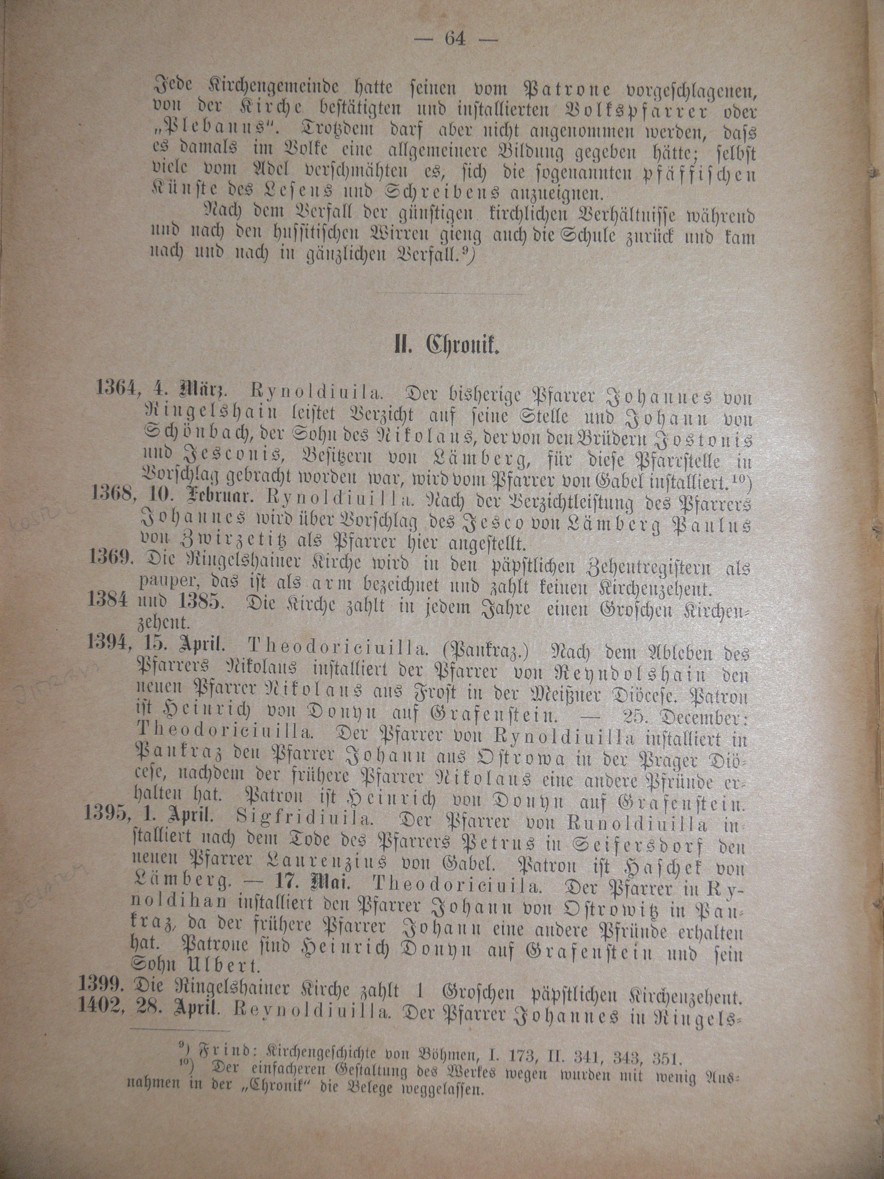 — 64 —
Jede Kirchengemeinde hatte seinen vom Patrone vorgeschlagenen,
von der Kirche bestätigten und installierten Volkspfarrer oder
„Plebanus“. Trotzdem darf aber nicht angenommen werden, dass
es damals im Volke eine allgemeinere Bildung gegeben hätte; selbst
viele vom Adel verschmähten es, sich die sogenannten pfäffischen
Künste des Lesens und Schreibens anzueignen.
Nach dem Verfall der günstigen kirchlichen Verhältnisse während
und nach den hussitischen Wirren gieng auch die Schule zurück und kam
nach und nach in gänzlichen Verfall.⁹)
II. Chronik.
1364, 4. März. Rynoldiuila. Der bisherige Pfarrer Johannes von
Ringelshain leistet Verzicht auf seine Stelle und Johann von
Schönbach, der Sohn des Nikolaus, der von den Brüdern Jostonis
und Jesconis, Besitzern von Lämberg, für diese Pfarrstelle in
Vorschlag gebracht worden war, wird vom Pfarrer von Gabel installiert.¹⁰)
1368, 10. Februar. Rynoldiuilla. Nach der Verzichtleistung des Pfarrers
Johannes wird über Vorschlag des Jesco von Lämberg Paulus
von Zwirzetitz als Pfarrer hier angestellt.
1369. Die Ringelshainer Kirche wird in den päpstlichen Zehentregistern als
pauper, das ist als arm bezeichnet und zahlt keinen Kirchenzehent.
1384 und 1385. Die Kirche zahlt in jedem Jahre einen Groschen Kirchen-
zehent.
1394, 15. April. Theodoriciuilla. (Pankraz.) Nach dem Ableben des
Pfarrers Nikolaus installiert der Pfarrer von Reyndolshain den
neuen Pfarrer Nikolaus aus Frost in der Meißner Diöcese. Patron
ist Heinrich von Donyn auf Grafenstein. — 25. December:
Theodoriciuilla. Der Pfarrer von Rynoldiuilla installiert in
Pankraz den Pfarrer Johann aus Ostrowa in der Prager Diö-
cese, nachdem der frühere Pfarrer Nikolaus eine andere Pfründe er-
halten hat. Patron ist Heinrich von Donyn auf Grafenstein.
1395, 1. April. Sigfridiuila. Der Pfarrer von Runoldiuilla in-
stalliert nach dem Tode des Pfarrers Petrus in Seifersdorf den
neuen Pfarrer Laurenzius von Gabel. Patron ist Haschek von
Lämberg. — 17. Mai. Theodoriciuila. Der Pfarrer in Ry-
noldihan installiert den Pfarrer Johann von Ostrowitz in Pan-
kraz, da der frühere Pfarrer Johann eine andere Pfründe erhalten
hat. Patrone sind Heinrich Donyn auf Grafenstein und sein
Sohn Ulbert.
1399. Die Ringelshainer Kirche zahlt 1 Groschen päpstlichen Kirchenzehent.
1402, 28. April. Reynoldiuilla. Der Pfarrer Johannes in Ringels-
⁹) Frind: Kirchengeschichte von Böhmen, I. 173, II. 341, 343, 351.
¹⁰) Der einfacheren Gestaltung des Werkes wegen wurden mit wenig Aus-
nahmen in der „Chronik“ die Belege weggelassen.